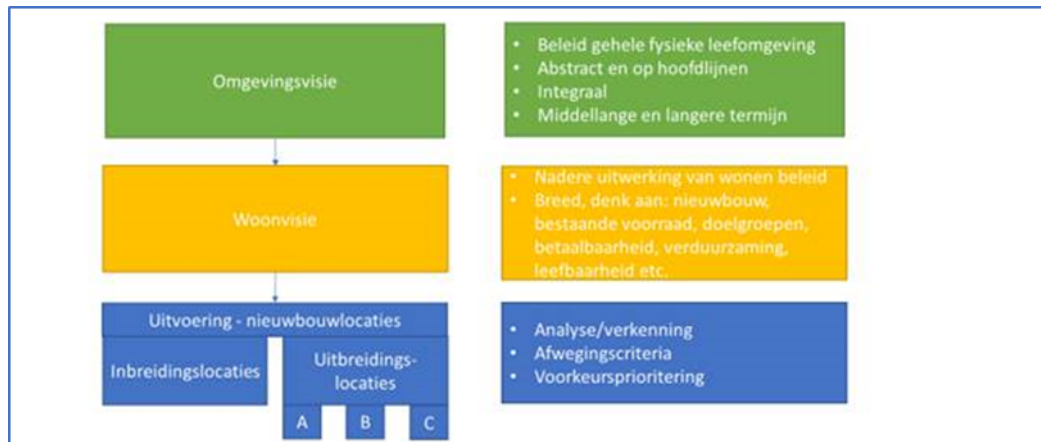 Omgevingsvisie
• Beleid gehele fysieke leefomgeving
• Abstract en op hoofdlijnen
• Integraal
• Middellange en langere termijn
Woonvisie
• Nadere uitwerking van wonen beleid
• Breed, denk aan: nieuwbouw,
bestaande voorraad, doelgroepen,
betaalbaarheid, verduurzaming,
leefbaarheid etc.
Uitvoering - nieuwbouwlocaties
Inbreidingslocaties
Uitbreidings-
locaties
A B C
• Analyse/verkenning
• Afwegingscriteria
• Voorkeursprioritering